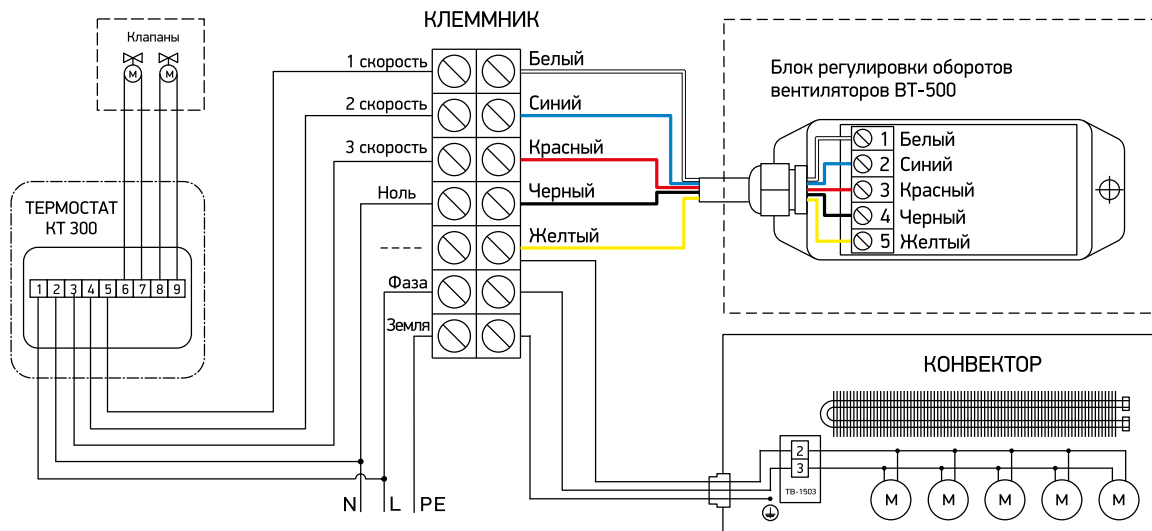 КЛЕММНИК
Клапаны
М
М
ТЕРМОСТАТ
КТ 300
1 2 3 4 5 6 7 8 9
1 скорость
2 скорость
3 скорость
Ноль
----
Фаза
Земля
Белый
Синий
Красный
Черный
Желтый
N L PE
Блок регулировки оборотов
вентиляторов ВТ-500
1 Белый
2 Синий
3 Красный
4 Черный
5 Желтый
КОНВЕКТОР
2
3
ТВ-1503
М М М М М